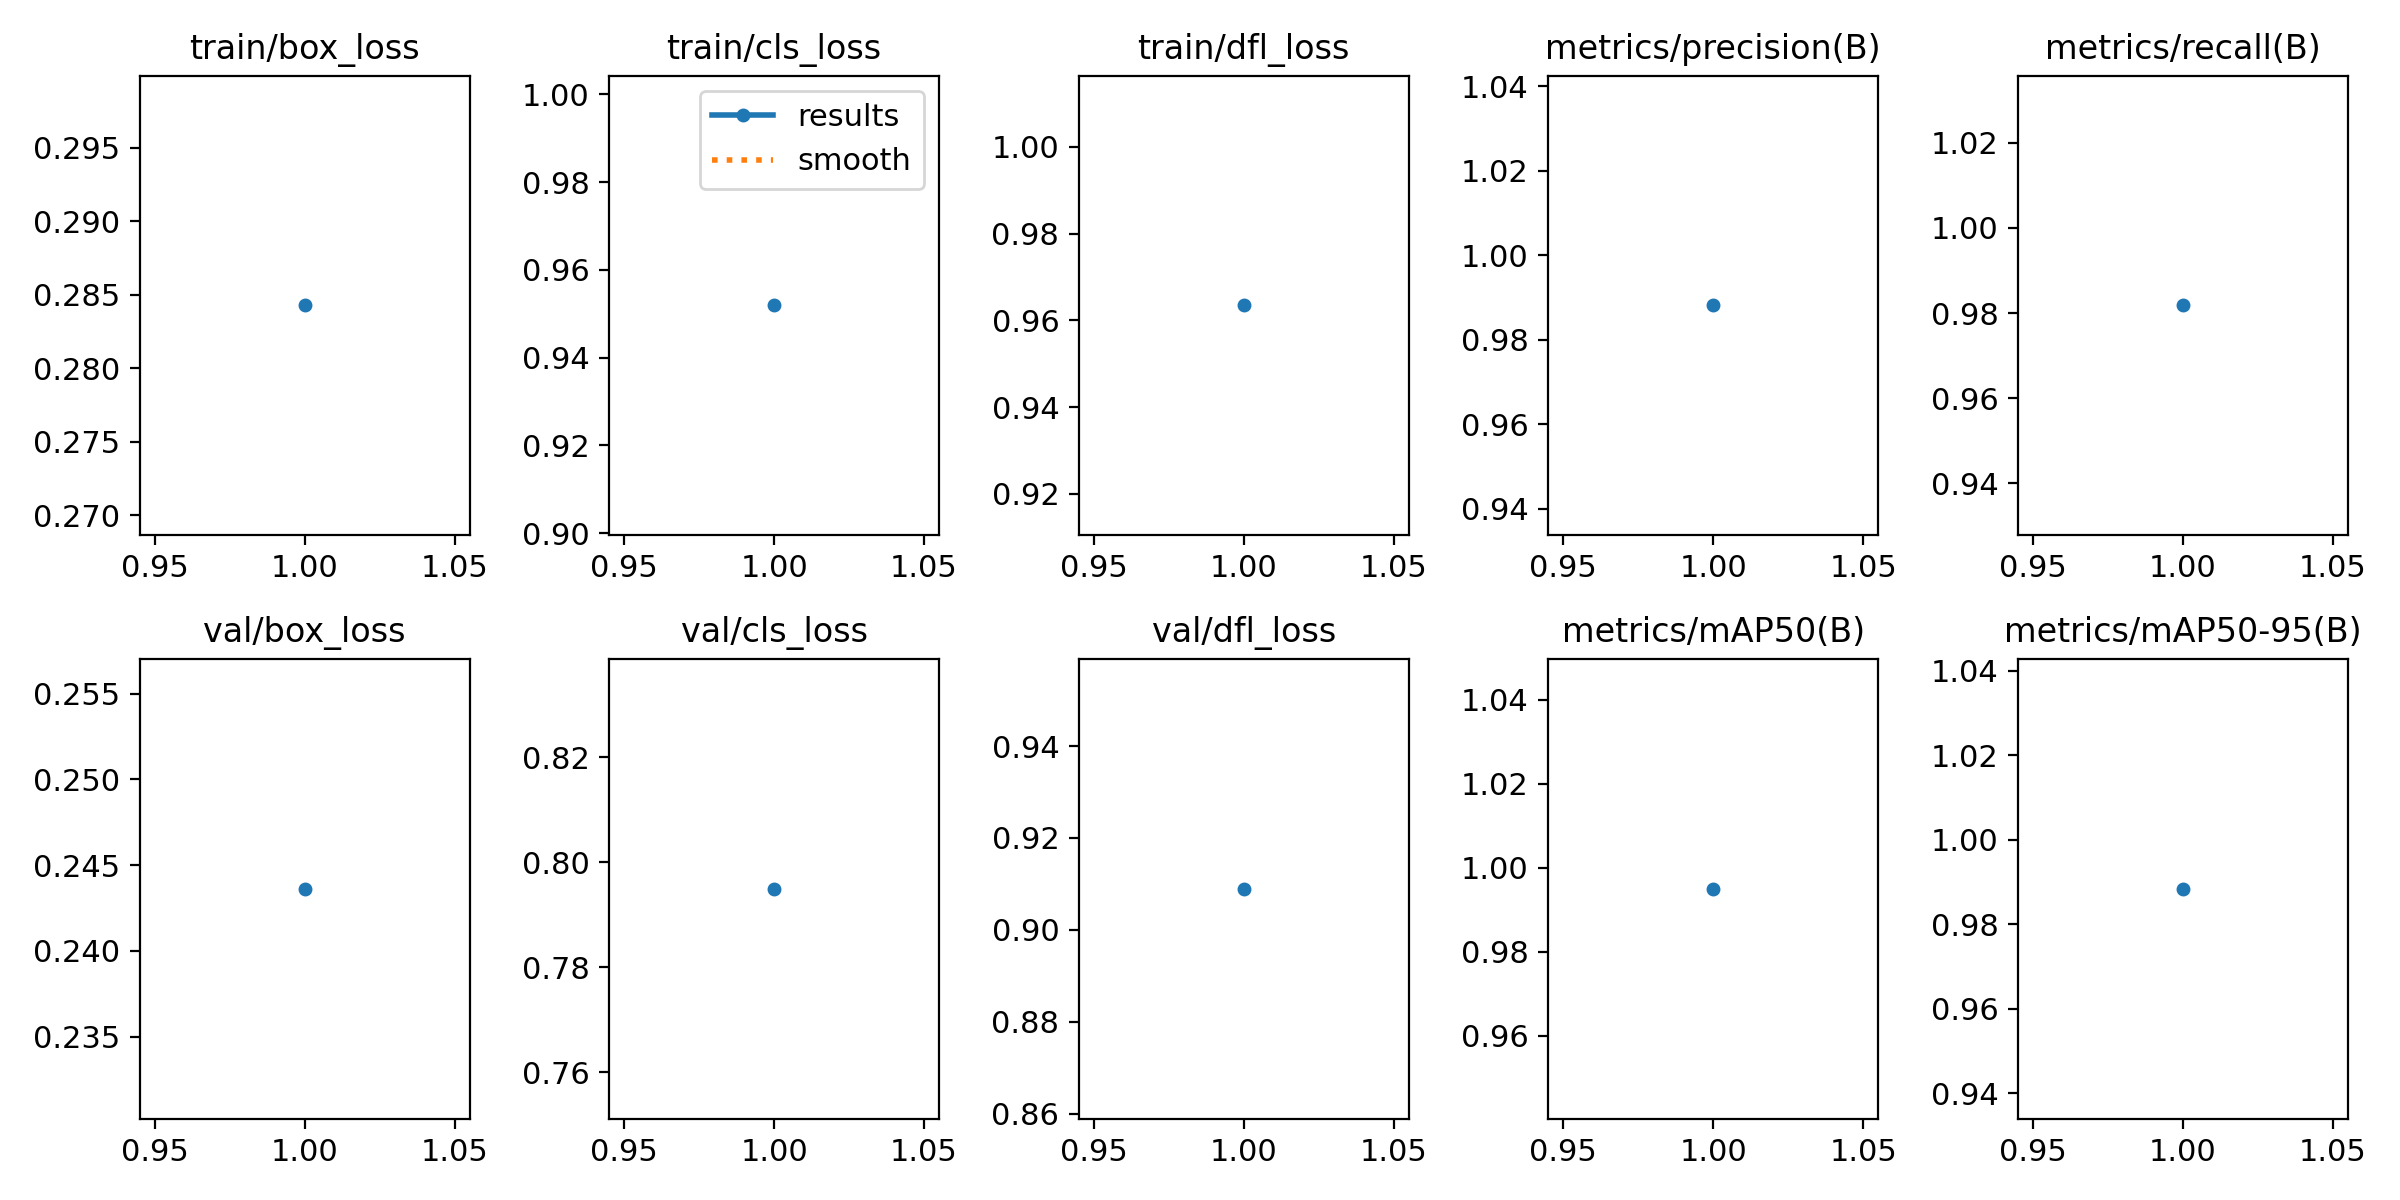 train/box_loss
0.295
0.290
0.285
0.280
0.275
0.270
0.95 1.00 1.05
train/cls_loss
1.00
0.98
0.96
0.94
0.92
0.90
results
smooth
0.95 1.00 1.05
train/dfl_loss
1.00
0.98
0.96
0.94
0.92
0.95 1.00 1.05
metrics/precision(B)
1.04
1.02
1.00
0.98
0.96
0.94
0.95 1.00 1.05
metrics/recall(B)
1.02
1.00
0.98
0.96
0.94
0.95 1.00 1.05
val/box_loss
0.255
0.250
0.245
0.240
0.235
0.95 1.00 1.05
val/cls_loss
0.82
0.80
0.78
0.76
0.95 1.00 1.05
val/dfl_loss
0.94
0.92
0.90
0.88
0.86
0.95 1.00 1.05
metrics/mAP50(B)
1.04
1.02
1.00
0.98
0.96
0.95 1.00 1.05
metrics/mAP50-95(B)
1.04
1.02
1.00
0.98
0.96
0.94
0.95 1.00 1.05